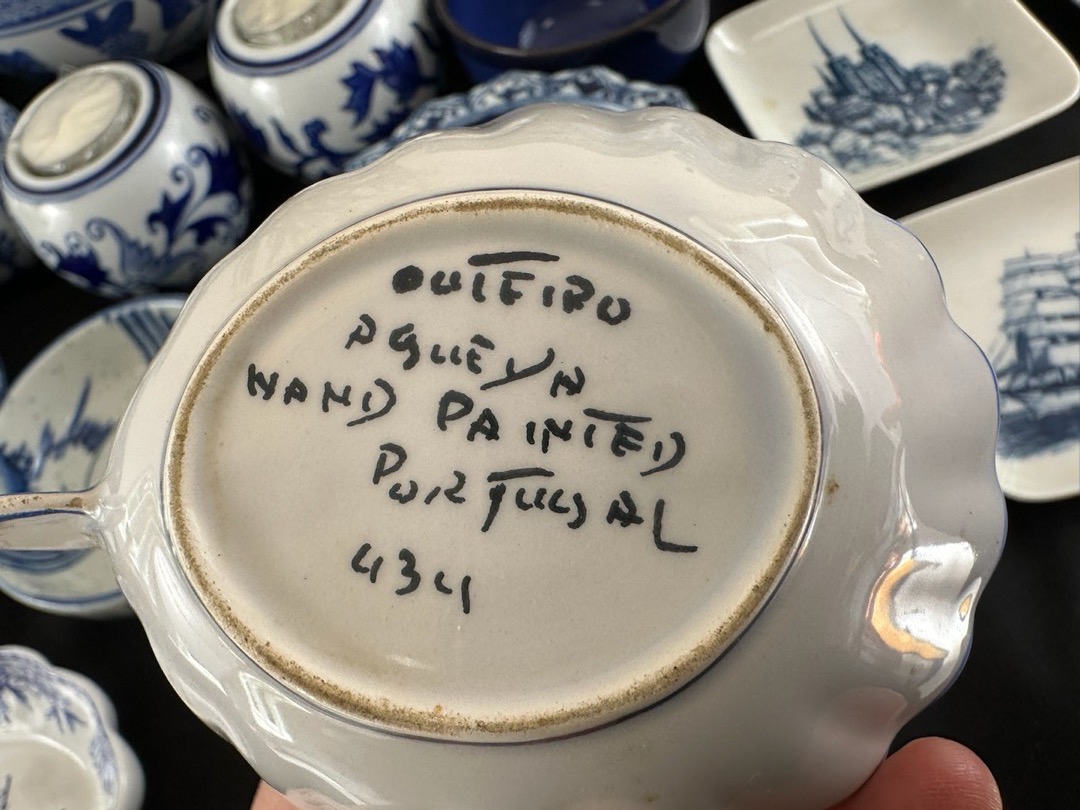 OUTEIRO
AGUEDA
HAND PAINTED
PORTUGAL
434